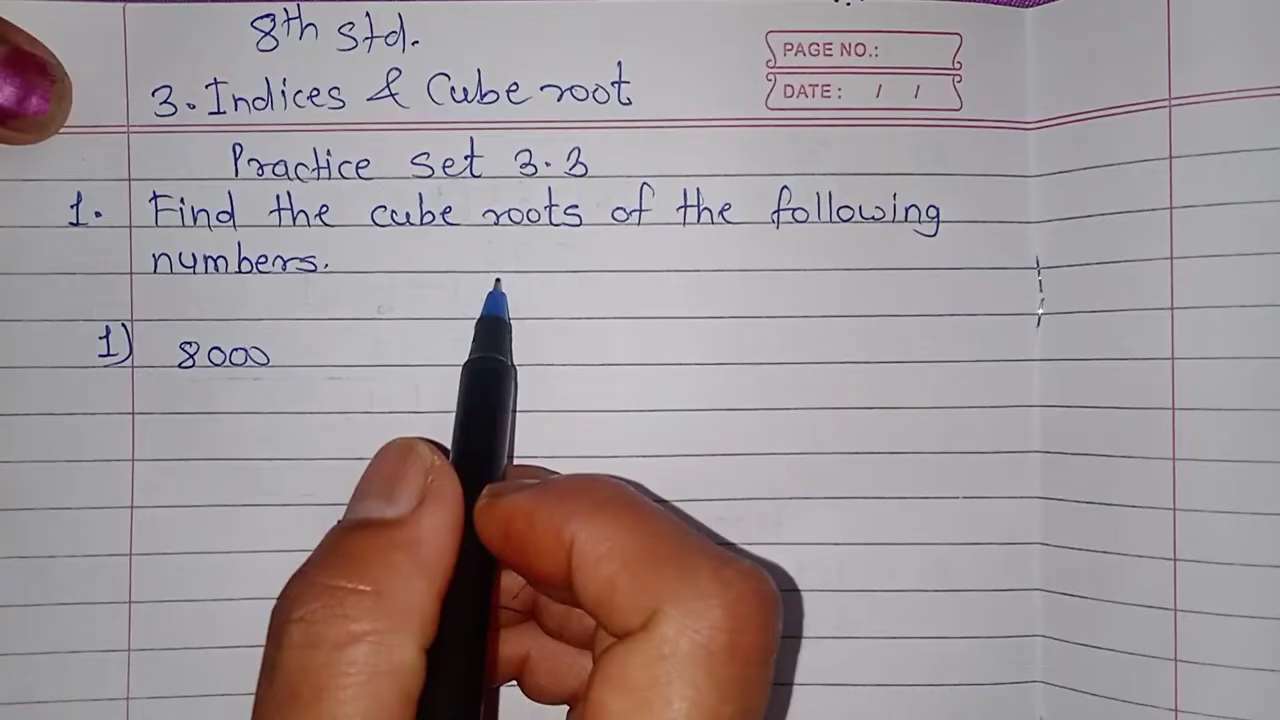 8th std.
3. Indices & Cube root
PAGE NO.:
DATE: / /
Practice set 3.3
1. Find the cube roots of the following
numbers.
1) 8000